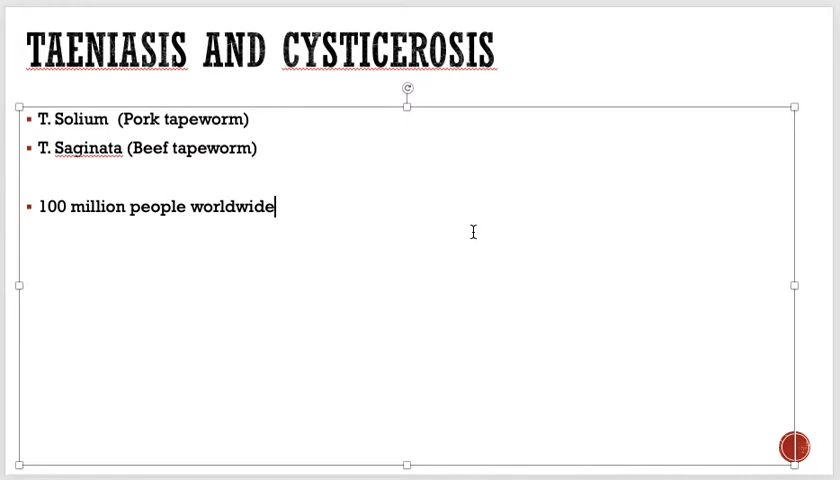 TAENIASIS AND CYSTICEROSIS
T. Solium (Pork tapeworm)
T. Saginata (Beef tapeworm)
100 million people worldwide